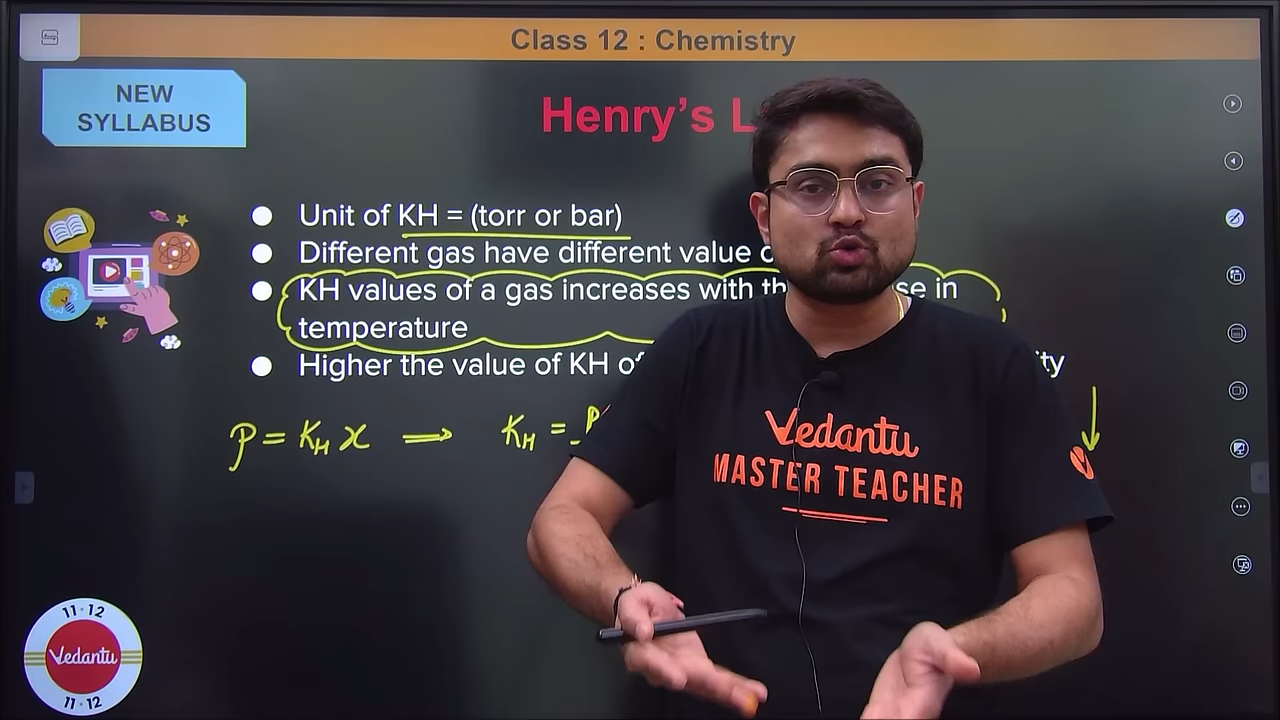 Class 12 : Chemistry
NEW
SYLLABUS
Henry's L
Unit of KH = (torr or bar)
Different gas have different value
KH values of a gas increases with th se in
temperature
Higher the value of KH of ty
p = KH x ⇒ KH = P
Vedantu
MASTER TEACHER
11·12
Vedantu
11·12